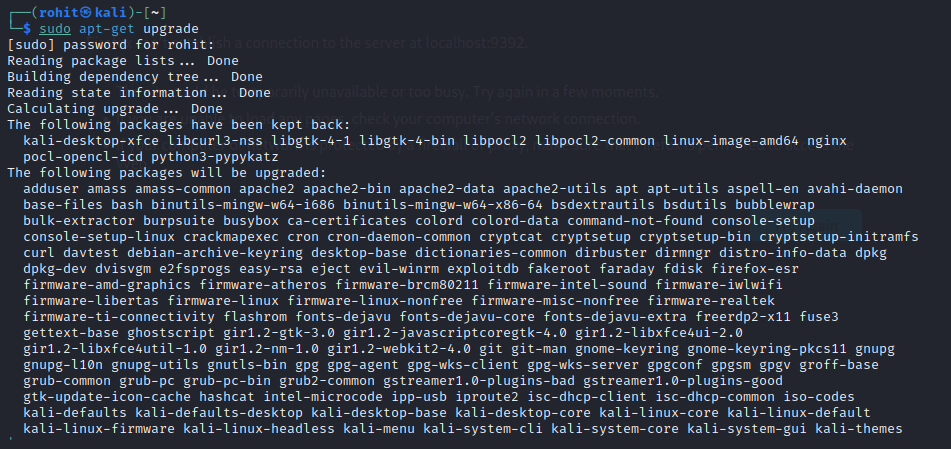 ┌──(rohit㉿kali)-[~]
└─$ sudo apt-get upgrade
[sudo] password for rohit:
Reading package lists... Done
Building dependency tree... Done
Reading state information... Done
Calculating upgrade... Done
The following packages have been kept back:
  kali-desktop-xfce libcurl3-nss libgtk-4-1 libgtk-4-bin libpocl2 libpocl2-common linux-image-amd64 nginx
  pocl-opencl-icd python3-pypykatz
The following packages will be upgraded:
  adduser amass amass-common apache2 apache2-bin apache2-data apache2-utils apt apt-utils aspell-en avahi-daemon
  base-files bash binutils-mingw-w64-i686 binutils-mingw-w64-x86-64 bsdextrautils bsdutils bubblewrap
  bulk-extractor burpsuite busybox ca-certificates colord colord-data command-not-found console-setup
  console-setup-linux crackmapexec cron cron-daemon-common cryptcat cryptsetup cryptsetup-bin cryptsetup-initramfs
  curl davtest debian-archive-keyring desktop-base dictionaries-common dirbuster dirmngr distro-info-data dpkg
  dpkg-dev dvisvgm e2fsprogs easy-rsa eject evil-winrm exploitdb fakeroot faraday fdisk firefox-esr
  firmware-amd-graphics firmware-atheros firmware-brcm80211 firmware-intel-sound firmware-iwlwifi
  firmware-libertas firmware-linux firmware-linux-nonfree firmware-misc-nonfree firmware-realtek
  firmware-ti-connectivity flashrom fonts-dejavu fonts-dejavu-core fonts-dejavu-extra freerdp2-x11 fuse3
  gettext-base ghostscript gir1.2-gtk-3.0 gir1.2-javascriptcoregtk-4.0 gir1.2-libxfce4ui-2.0
  gir1.2-libxfce4util-1.0 gir1.2-nm-1.0 gir1.2-webkit2-4.0 git git-man gnome-keyring gnome-keyring-pkcs11 gnupg
  gnupg-l10n gnupg-utils gnutls-bin gpg gpg-agent gpg-wks-client gpg-wks-server gpgconf gpgsm gpgv groff-base
  grub-common grub-pc grub-pc-bin grub2-common gstreamer1.0-plugins-bad gstreamer1.0-plugins-good
  gtk-update-icon-cache hashcat intel-microcode ipp-usb iproute2 isc-dhcp-client isc-dhcp-common iso-codes
  kali-defaults kali-defaults-desktop kali-desktop-base kali-desktop-core kali-linux-core kali-linux-default
  kali-linux-firmware kali-linux-headless kali-menu kali-system-cli kali-system-core kali-system-gui kali-themes
a connection to the server at localhost:9392.
unavailable or too busy. Try again in a few moments.
check your computer's network connection.